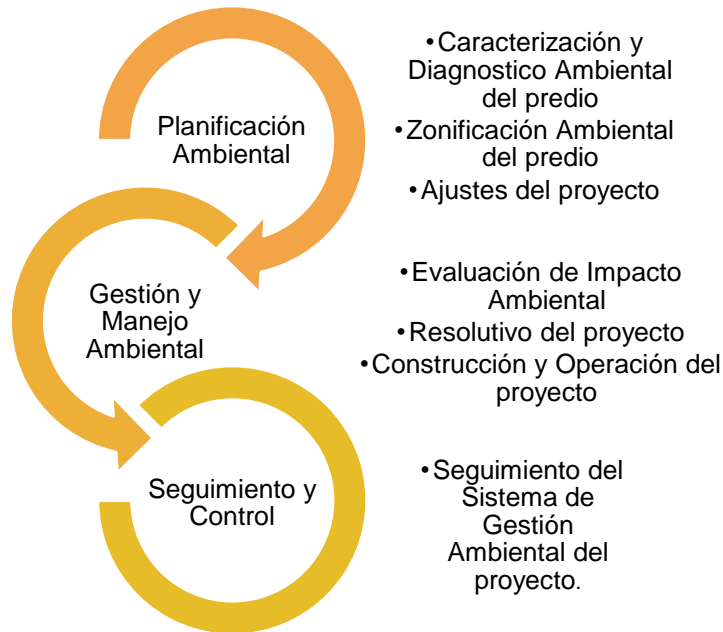 Planificación
Ambiental
•Caracterización y
Diagnostico Ambiental
del predio
•Zonificación Ambiental
del predio
•Ajustes del proyecto
Gestión y
Manejo
Ambiental
•Evaluación de Impacto
Ambiental
•Resolutivo del proyecto
•Construcción y Operación del
proyecto
Seguimiento y
Control
•Seguimiento del
Sistema de
Gestión
Ambiental del
proyecto.